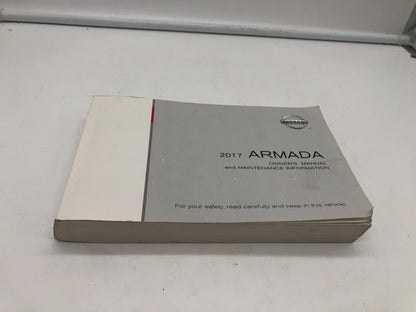 NISSAN
2017 ARMADA
OWNER'S MANUAL
and MAINTENANCE INFORMATION
For your safety, read carefully and keep in this vehicle.